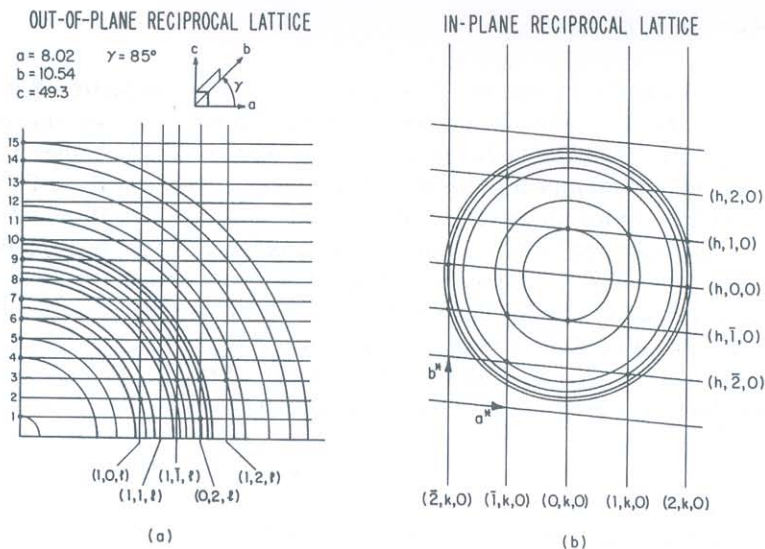 OUT-OF-PLANE RECIPROCAL LATTICE
a = 8.02 γ = 85°
b = 10.54
c = 49.3
c
b
γ
a
15
14
13
12
11
10
9
8
7
6
5
4
3
2
1
(1,0,ℓ) (1,1̄,ℓ) (1,2,ℓ)
(1,1,ℓ) (0,2,ℓ)
(a)
IN-PLANE RECIPROCAL LATTICE
(h,2,0)
(h,1,0)
(h,0,0)
(h,1̄,0)
(h,2̄,0)
b*
a*
(2̄,k,0) (1̄,k,0) (0,k,0) (1,k,0) (2,k,0)
(b)